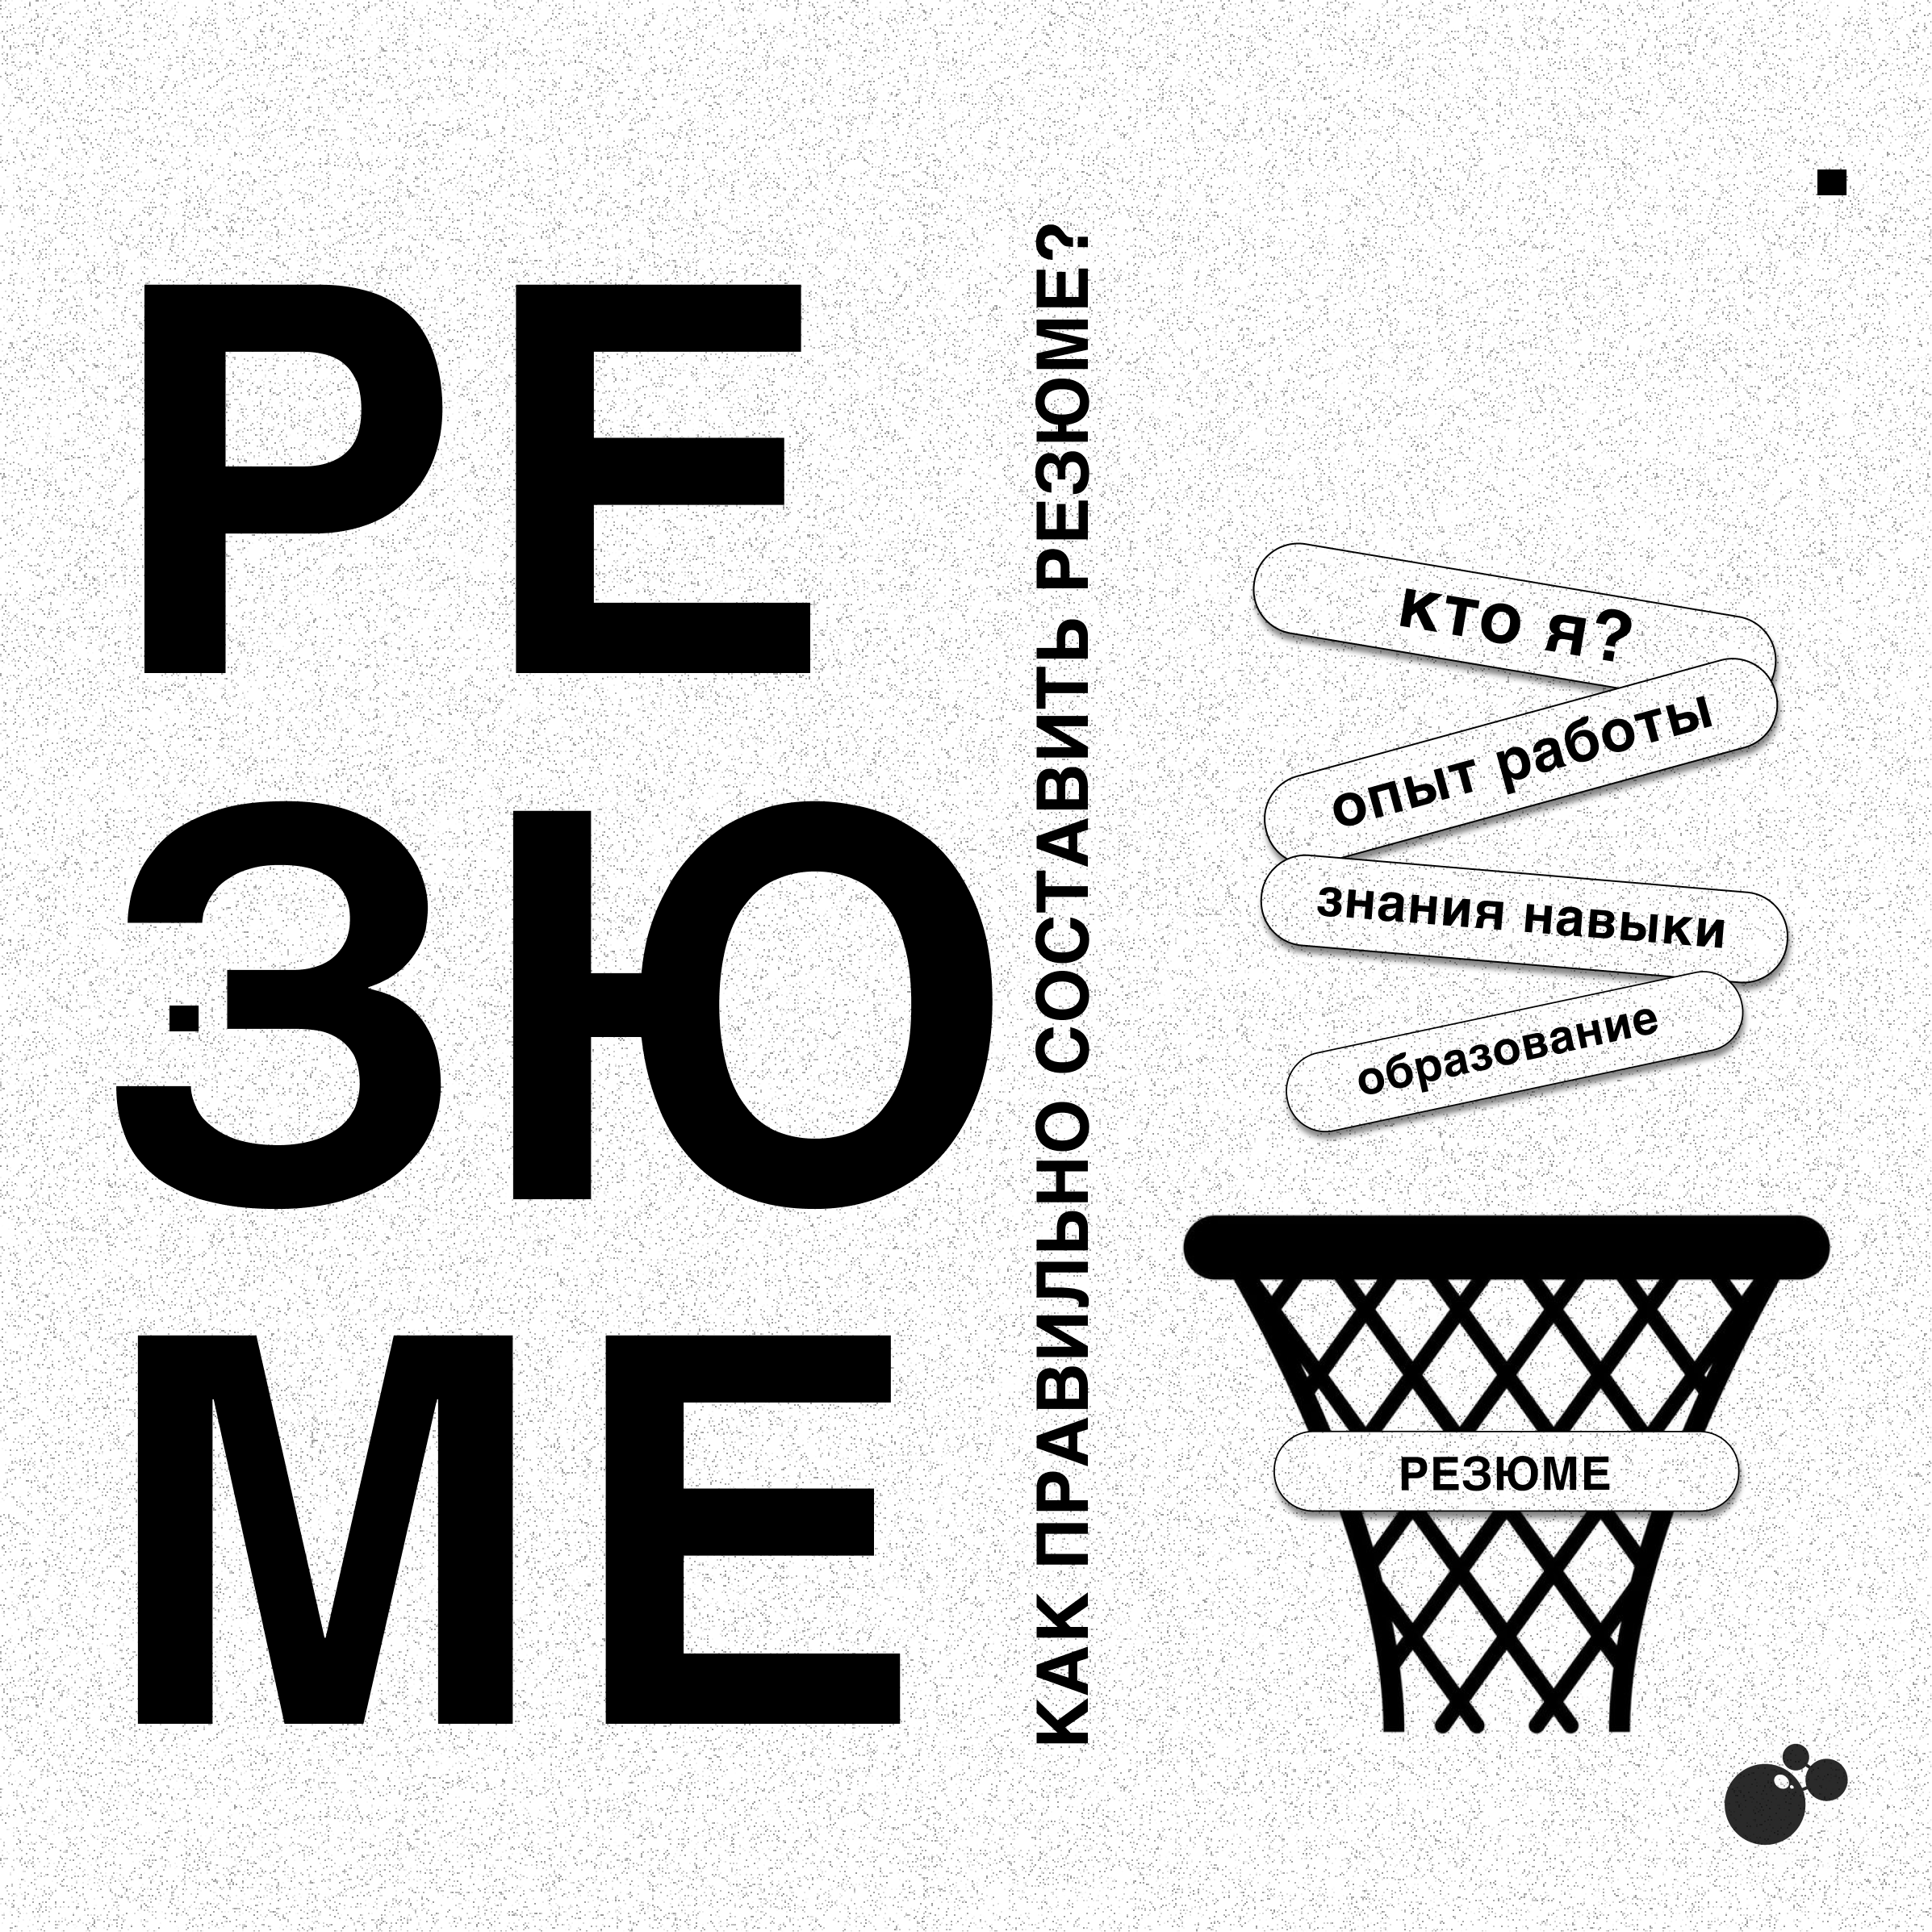 РЕ
ЗЮ
МЕ
КАК ПРАВИЛЬНО СОСТАВИТЬ РЕЗЮМЕ?
кто я?
опыт работы
знания навыки
образование
РЕЗЮМЕ